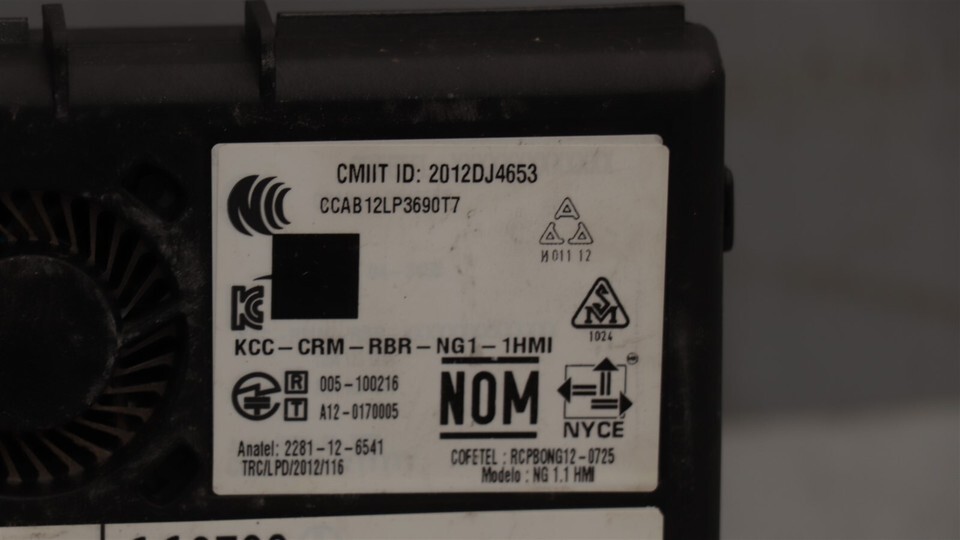 CMIIT ID: 2012DJ4653
CCAB12LP3690T7
И011 12
1024
KCC-CRM-RBR-NG1-1HMI
R 005-100216
T A12-0170005
NOM
NYCE
Anatel: 2281-12-6541
TRC/LPD/2012/116
COFETEL : RCPBONG12-0725
Modelo : NG 1.1 HMI